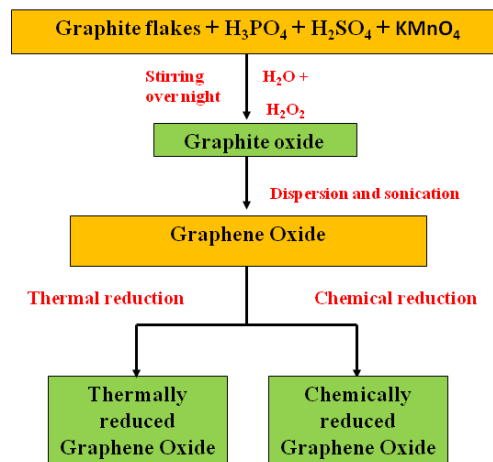 Graphite flakes + H₃PO₄ + H₂SO₄ + KMnO₄
Stirring
over night
H₂O +
H₂O₂
Graphite oxide
Dispersion and sonication
Graphene Oxide
Thermal reduction
Chemical reduction
Thermally
reduced
Graphene Oxide
Chemically
reduced
Graphene Oxide